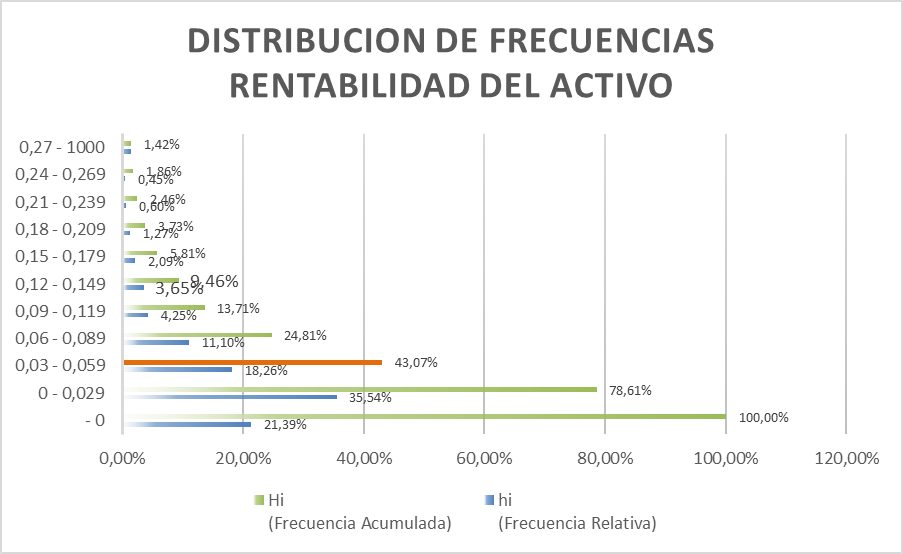 DISTRIBUCION DE FRECUENCIAS
RENTABILIDAD DEL ACTIVO
0,27 - 1000
1,42%
0,24 - 0,269
1,86%
0,45%
0,21 - 0,239
2,46%
0,60%
0,18 - 0,209
3,73%
1,27%
0,15 - 0,179
5,81%
2,09%
0,12 - 0,149
9,46%
3,65%
0,09 - 0,119
13,71%
4,25%
0,06 - 0,089
24,81%
11,10%
0,03 - 0,059
43,07%
18,26%
0 - 0,029
78,61%
35,54%
- 0
100,00%
21,39%
0,00% 20,00% 40,00% 60,00% 80,00% 100,00% 120,00%
Hi
(Frecuencia Acumulada)
hi
(Frecuencia Relativa)